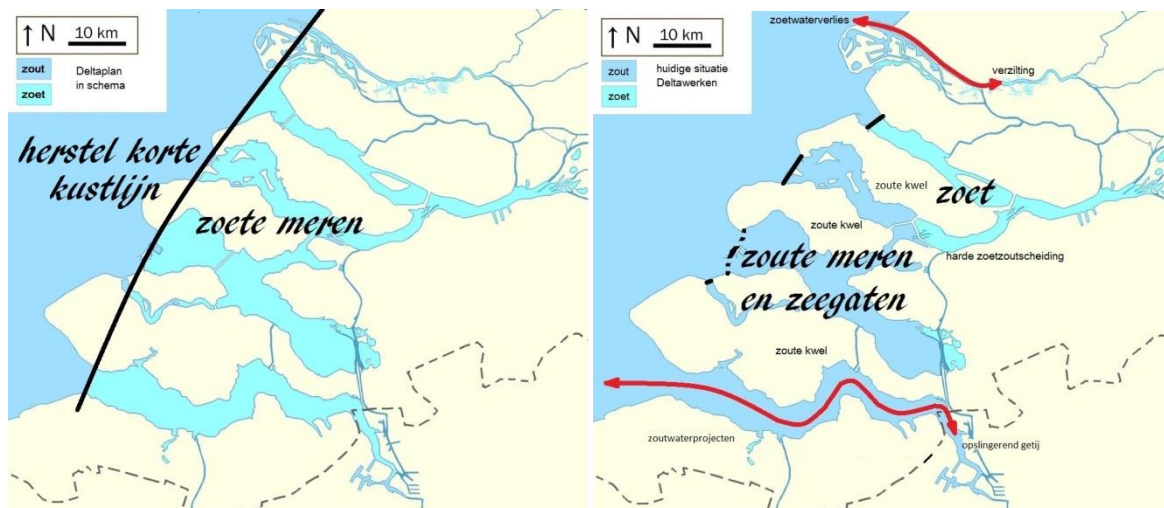 ↑ N 10 km
zout
zoet
Deltaplan
in schema
herstel korte
kustlijn
zoete meren
↑ N 10 km
zout
zoet
huidige situatie
Deltawerken
zoetwaterverlies
verzilting
zoute kwel
zoet
zoute kwel
harde zoetzoutscheiding
zoute meren
en zeegaten
zoute kwel
zoutwaterprojecten
opslingerend getij